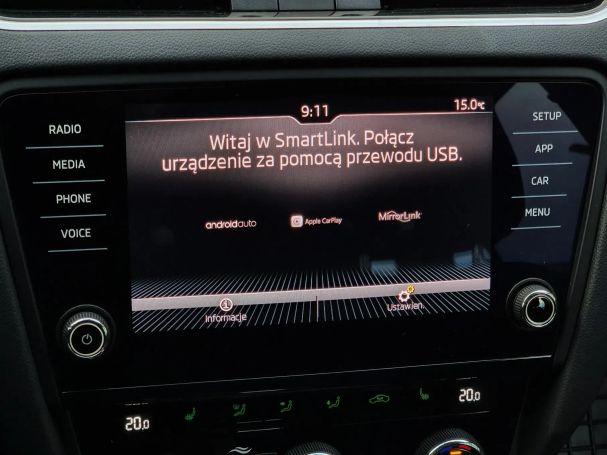 9:11
15.0°C
RADIO
MEDIA
PHONE
VOICE
Witaj w SmartLink. Połącz
urządzenie za pomocą przewodu USB.
androidauto
Apple CarPlay
MirrorLink
Informacje
Ustawien.
SETUP
APP
CAR
MENU
20.0
20.0